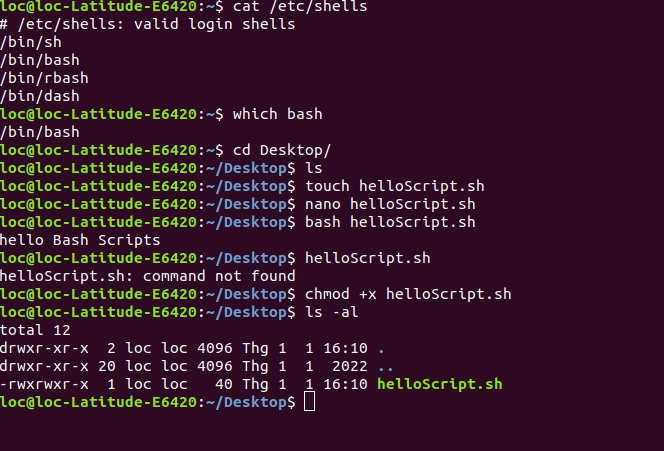 loc@loc-Latitude-E6420:~$ cat /etc/shells
# /etc/shells: valid login shells
/bin/sh
/bin/bash
/bin/rbash
/bin/dash
loc@loc-Latitude-E6420:~$ which bash
/bin/bash
loc@loc-Latitude-E6420:~$ cd Desktop/
loc@loc-Latitude-E6420:~/Desktop$ ls
loc@loc-Latitude-E6420:~/Desktop$ touch helloScript.sh
loc@loc-Latitude-E6420:~/Desktop$ nano helloScript.sh
loc@loc-Latitude-E6420:~/Desktop$ bash helloScript.sh
hello Bash Scripts
loc@loc-Latitude-E6420:~/Desktop$ helloScript.sh
helloScript.sh: command not found
loc@loc-Latitude-E6420:~/Desktop$ chmod +x helloScript.sh
loc@loc-Latitude-E6420:~/Desktop$ ls -al
total 12
drwxr-xr-x  2 loc loc 4096 Thg 1  1 16:10 .
drwxr-xr-x 20 loc loc 4096 Thg 1  1  2022 ..
-rwxrwxr-x  1 loc loc   40 Thg 1  1 16:10 helloScript.sh
loc@loc-Latitude-E6420:~/Desktop$